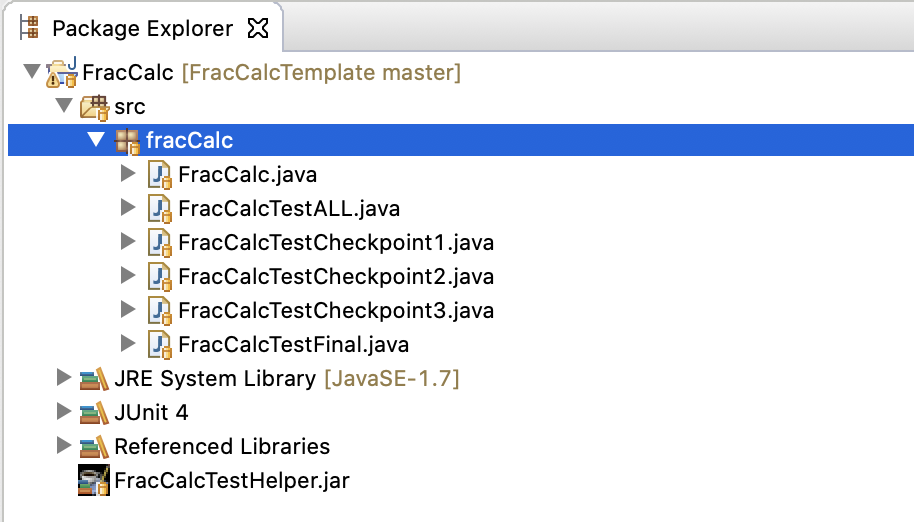 Package Explorer
FracCalc [FracCalcTemplate master]
src
fracCalc
FracCalc.java
FracCalcTestALL.java
FracCalcTestCheckpoint1.java
FracCalcTestCheckpoint2.java
FracCalcTestCheckpoint3.java
FracCalcTestFinal.java
JRE System Library [JavaSE-1.7]
JUnit 4
Referenced Libraries
FracCalcTestHelper.jar